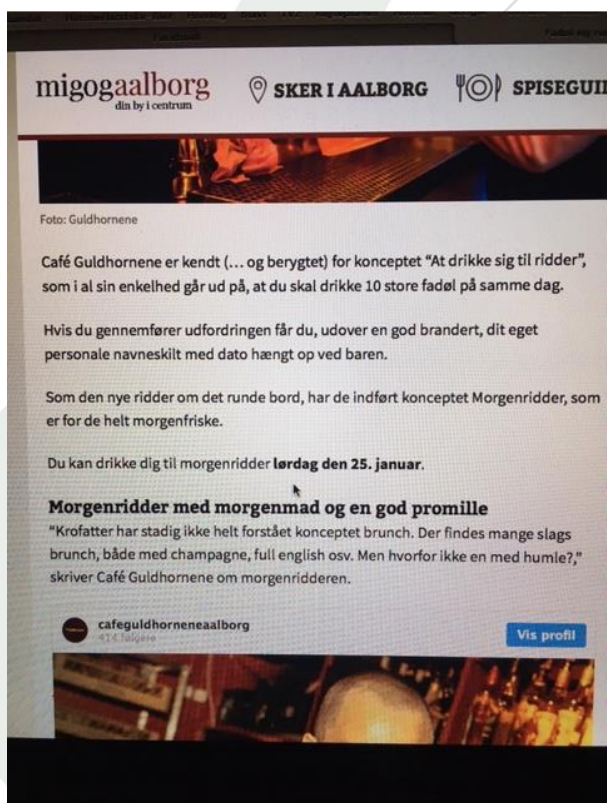 Facebook
migogaalborg
din by i centrum
SKER I AALBORG
SPISEGUI
Foto: Guldhornene
Café Guldhornene er kendt (... og berygtet) for konceptet “At drikke sig til ridder”,
som i al sin enkelhed går ud på, at du skal drikke 10 store fadøl på samme dag.
Hvis du gennemfører udfordringen får du, udover en god brandert, dit eget
personale navneskilt med dato hængt op ved baren.
Som den nye ridder om det runde bord, har de indført konceptet Morgenridder, som
er for de helt morgenfriske.
Du kan drikke dig til morgenridder lørdag den 25. januar.
Morgenridder med morgenmad og en god promille
“Krofatter har stadig ikke helt forstået konceptet brunch. Der findes mange slags
brunch, både med champagne, full english osv. Men hvorfor ikke en med humle?,”
skriver Café Guldhornene om morgenridderen.
cafeguldhorneneaalborg
414 følgere
Vis profil